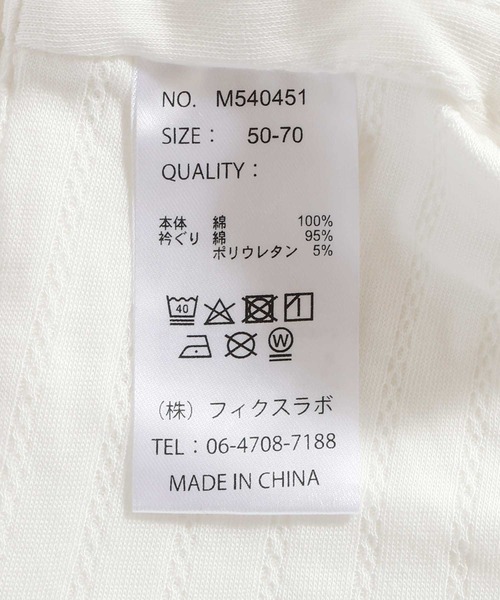 NO. M540451
SIZE： 50-70
QUALITY：
本体 綿 100%
衿ぐり 綿 95%
ポリウレタン 5%
40
W
（株）フィクスラボ
TEL：06-4708-7188
MADE IN CHINA